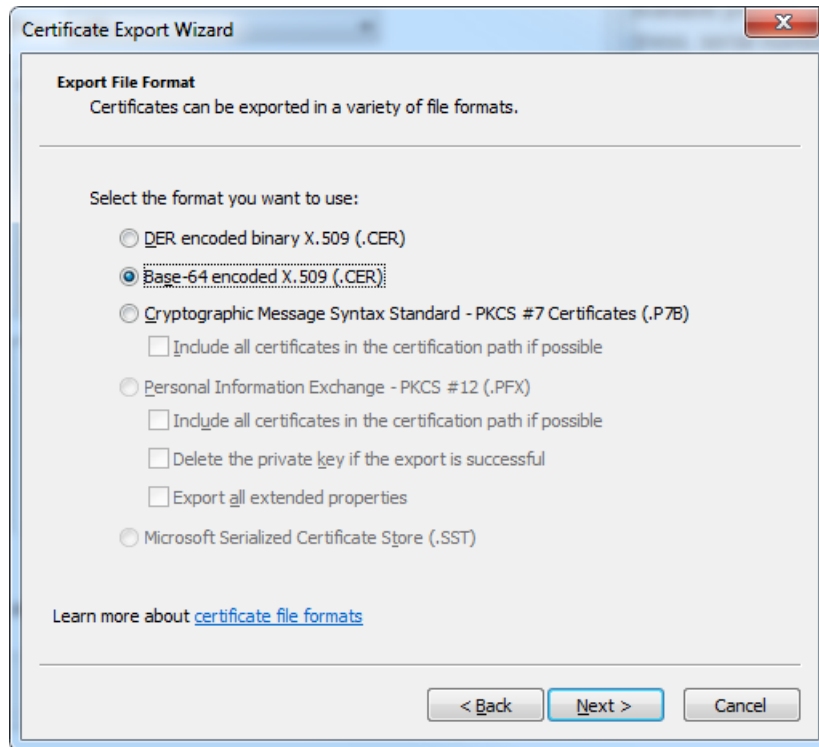 Certificate Export Wizard
Export File Format
Certificates can be exported in a variety of file formats.
Select the format you want to use:
DER encoded binary X.509 (.CER)
Base-64 encoded X.509 (.CER)
Cryptographic Message Syntax Standard - PKCS #7 Certificates (.P7B)
Include all certificates in the certification path if possible
Personal Information Exchange - PKCS #12 (.PFX)
Include all certificates in the certification path if possible
Delete the private key if the export is successful
Export all extended properties
Microsoft Serialized Certificate Store (.SST)
Learn more about certificate file formats
< Back Next > Cancel